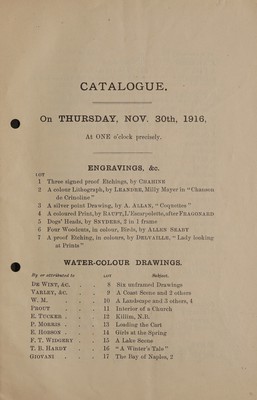 CATALOGUE.
On THURSDAY, NOV. 30th, 1916,
At ONE o'clock precisely.
ENGRAVINGS, &c.
LOT
1 Three signed proof Etchings, by CHAHINE
2 A colour Lithograph, by LEANDRE, Milly Mayer in "Chanson
de Crinoline"
3 A silver point Drawing, by A. ALLAN, "Coquettes"
4 A coloured Print, by HAUPT, L'Escarpolette, after FRAGONARD
5 Dogs' Heads, by SNYDERS, 2 in 1 frame
6 Four Woodcuts, in colour, Birds, by ALLEN SEABY
7 A proof Etching, in colours, by DELVAILLE, "Lady looking
at Prints"
WATER-COLOUR DRAWINGS.
By or attributed to LOT Subject.
DE WINT, &C. . . 8 Six unframed Drawings
VARLEY, &C. . . 9 A Coast Scene and 2 others
W. M. . . 10 A Landscape and 3 others, 4
PROUT . . 11 Interior of a Church
E. TUCKER . . 12 Killin, N.B.
P. MORRIS . . 13 Loading the Cart
E. HOBSON . . 14 Girls at the Spring
F. T. WIDGERY . . 15 A Lake Scene
T. B. HARDY . . 16 "A Winter's Tale"
GIOVANI . . 17 The Bay of Naples, 2